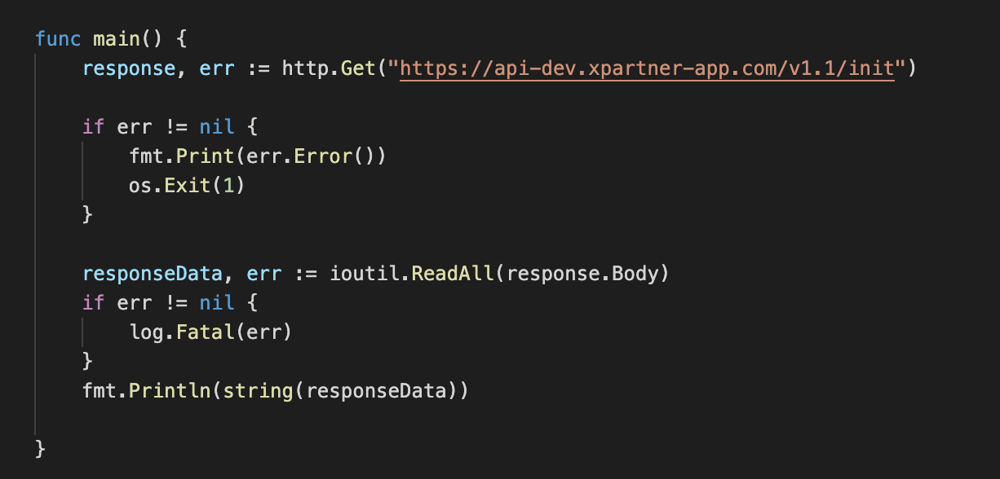 func main() {
response, err := http.Get("https://api-dev.xpartner-app.com/v1.1/init")
if err != nil {
fmt.Print(err.Error())
os.Exit(1)
}
responseData, err := ioutil.ReadAll(response.Body)
if err != nil {
log.Fatal(err)
}
fmt.Println(string(responseData))
}